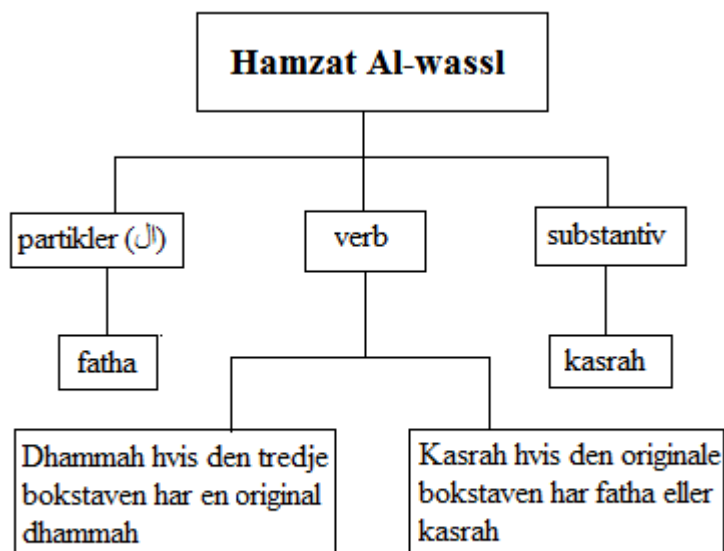 Hamzat Al-wassl
partikler (ال)
verb
substantiv
fatha
kasrah
Dhammah hvis den tredje
bokstaven har en original
dhammah
Kasrah hvis den originale
bokstaven har fatha eller
kasrah